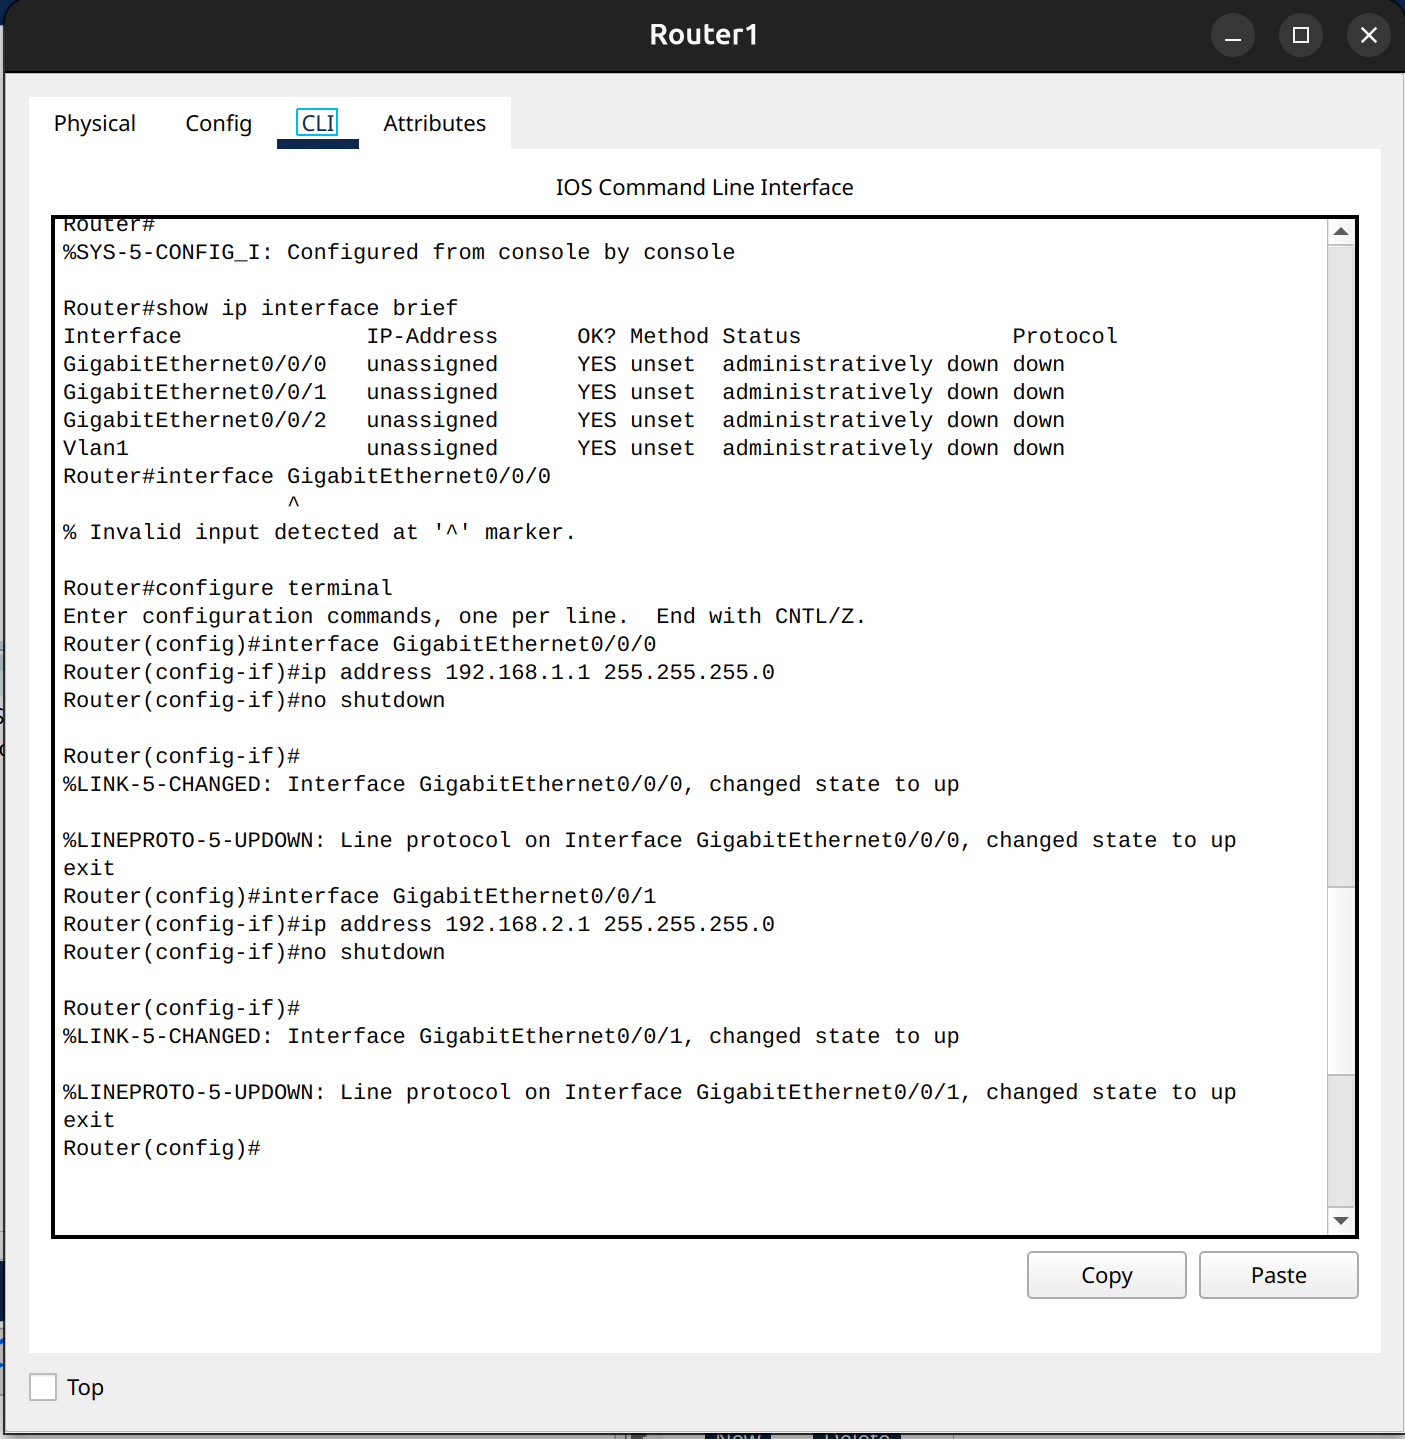 Router1
Physical Config CLI Attributes
IOS Command Line Interface
Router#
%SYS-5-CONFIG_I: Configured from console by console
Router#show ip interface brief
Interface              IP-Address      OK? Method Status                Protocol
GigabitEthernet0/0/0   unassigned      YES unset  administratively down down
GigabitEthernet0/0/1   unassigned      YES unset  administratively down down
GigabitEthernet0/0/2   unassigned      YES unset  administratively down down
Vlan1                  unassigned      YES unset  administratively down down
Router#interface GigabitEthernet0/0/0
                 ^
% Invalid input detected at '^' marker.
Router#configure terminal
Enter configuration commands, one per line.  End with CNTL/Z.
Router(config)#interface GigabitEthernet0/0/0
Router(config-if)#ip address 192.168.1.1 255.255.255.0
Router(config-if)#no shutdown
Router(config-if)#
%LINK-5-CHANGED: Interface GigabitEthernet0/0/0, changed state to up
%LINEPROTO-5-UPDOWN: Line protocol on Interface GigabitEthernet0/0/0, changed state to up
exit
Router(config)#interface GigabitEthernet0/0/1
Router(config-if)#ip address 192.168.2.1 255.255.255.0
Router(config-if)#no shutdown
Router(config-if)#
%LINK-5-CHANGED: Interface GigabitEthernet0/0/1, changed state to up
%LINEPROTO-5-UPDOWN: Line protocol on Interface GigabitEthernet0/0/1, changed state to up
exit
Router(config)#
Copy Paste
Top
New Delete